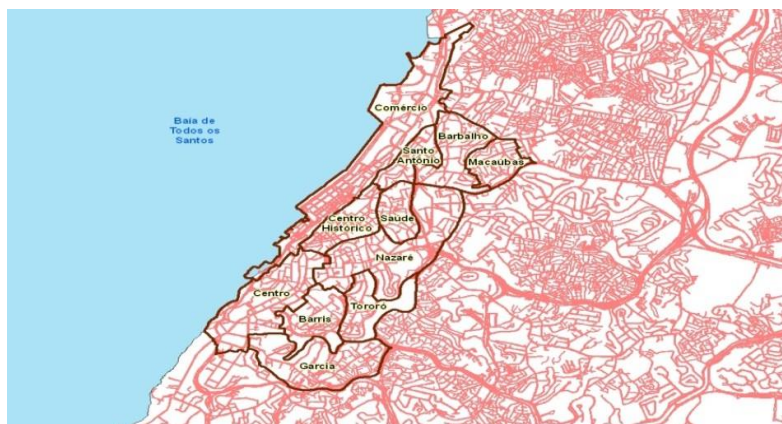 Comércio
Baía de
Todos os
Santos
Barbalho
Santo
Antônio
Macaúbas
Centro
Histórico
Saúde
Nazaré
Centro
Tororó
Barris
Garcia